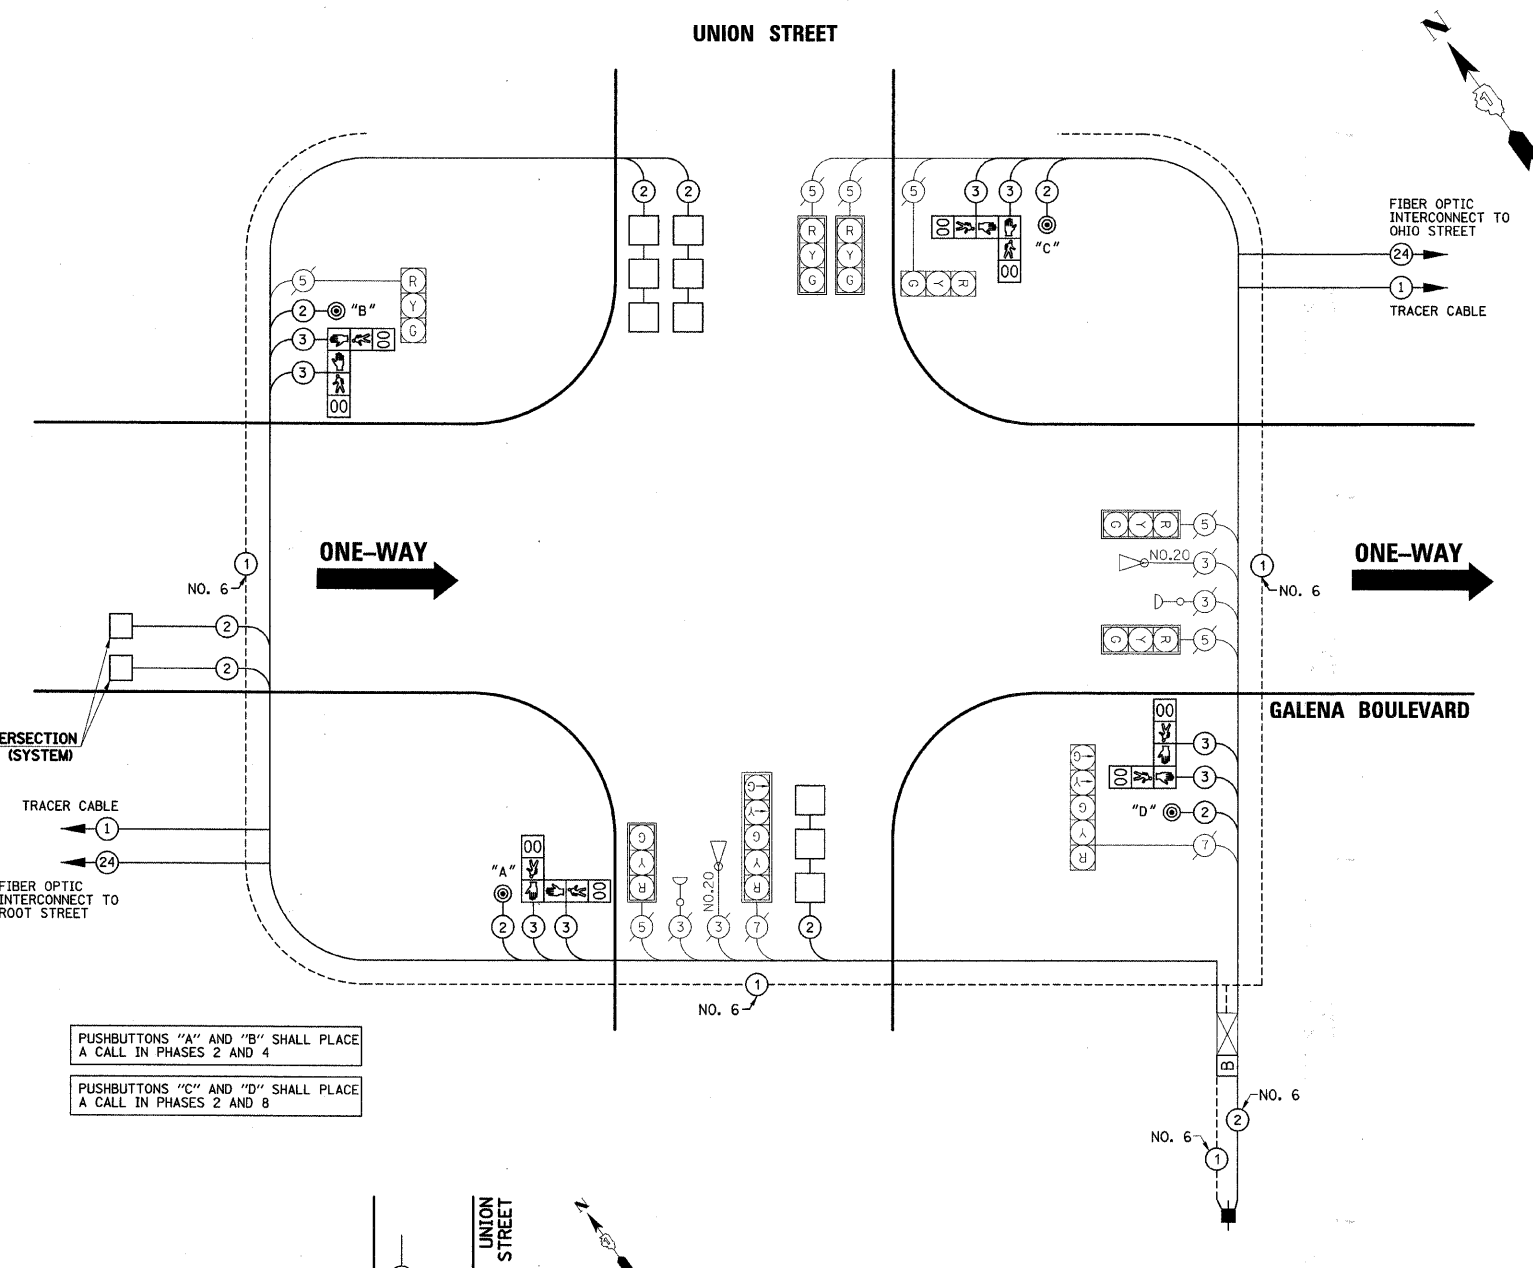 UNION STREET
N
FIBER OPTIC
INTERCONNECT TO
OHIO STREET
24
1
TRACER CABLE
2
2
5
5
5
3
3
2
R
Y
G
R
Y
G
00
00
"C"
G Y R
5
2
"B"
3
3
00
00
R
Y
G
ONE-WAY
1
NO. 6
2
2
ERSECTION
(SYSTEM)
G Y R
5
NO.20
3
3
G Y R
5
1
NO. 6
ONE-WAY
GALENA BOULEVARD
TRACER CABLE
1
24
FIBER OPTIC
INTERCONNECT TO
ROOT STREET
00
3
00
3
"D"
2
7
G
Y
G
Y
R
"A"
00
00
2
3
3
G
Y
R
5
3
NO.20
3
G
Y
G
Y
R
7
2
1
NO. 6
PUSHBUTTONS "A" AND "B" SHALL PLACE
A CALL IN PHASES 2 AND 4
PUSHBUTTONS "C" AND "D" SHALL PLACE
A CALL IN PHASES 2 AND 8
B
NO. 6
2
NO. 6
1
UNION
STREET
N